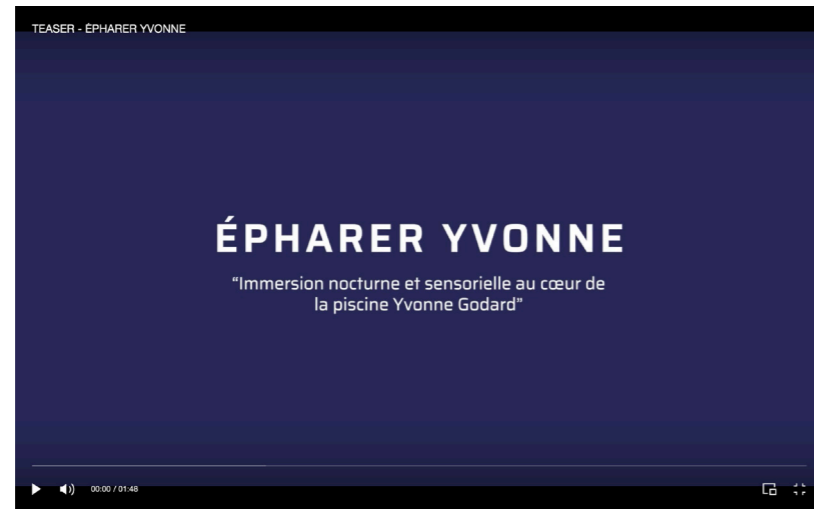 TEASER - ÉPHARER YVONNE
ÉPHARER YVONNE
“Immersion nocturne et sensorielle au cœur de
la piscine Yvonne Godard”
00:00 / 01:48